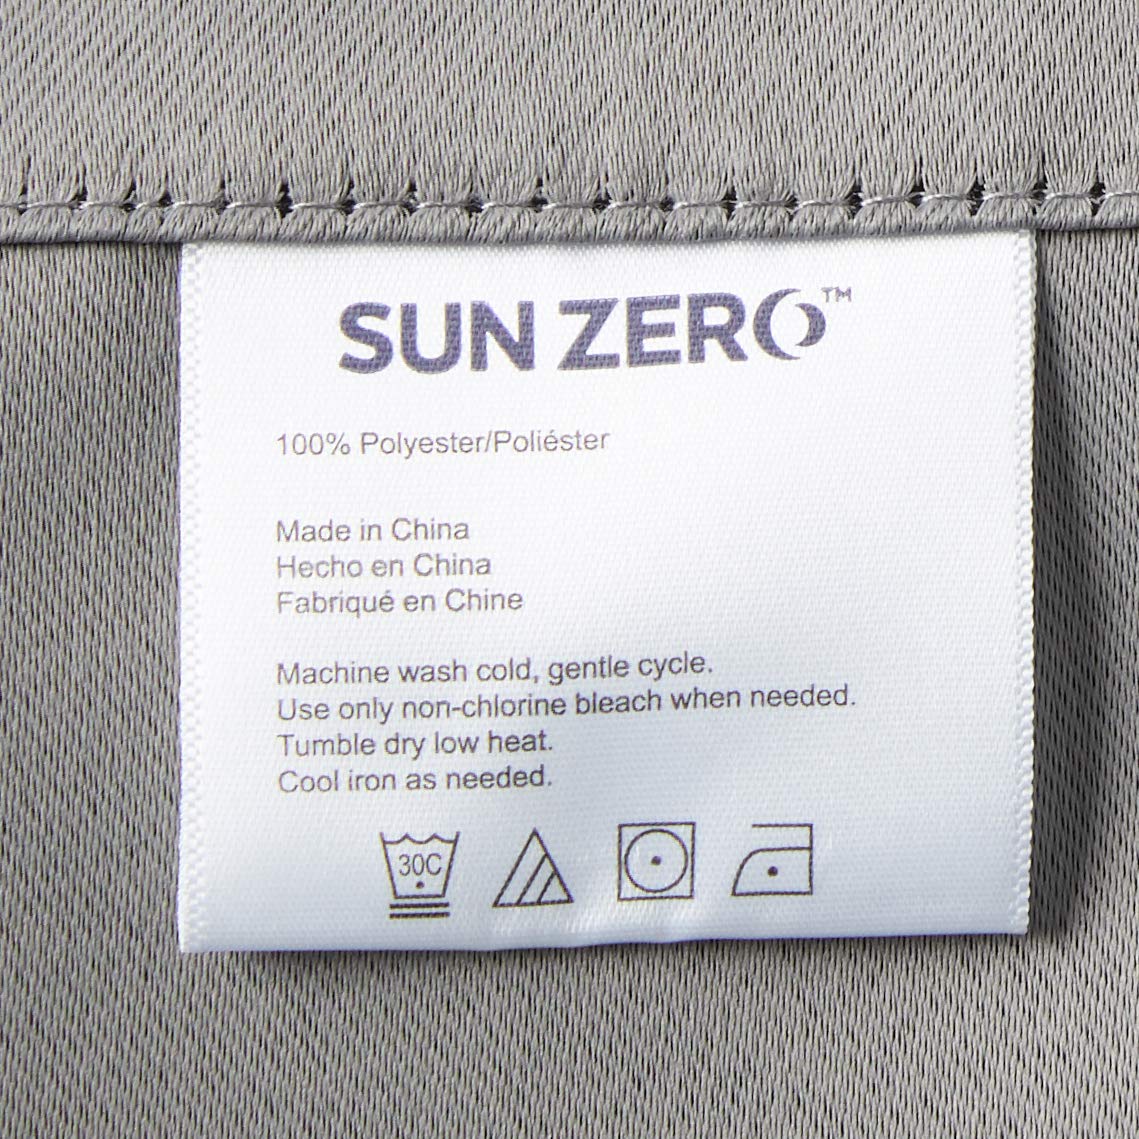 SUN ZERO™
100% Polyester/Poliéster
Made in China
Hecho en China
Fabriqué en Chine
Machine wash cold, gentle cycle.
Use only non-chlorine bleach when needed.
Tumble dry low heat.
Cool iron as needed.
30C